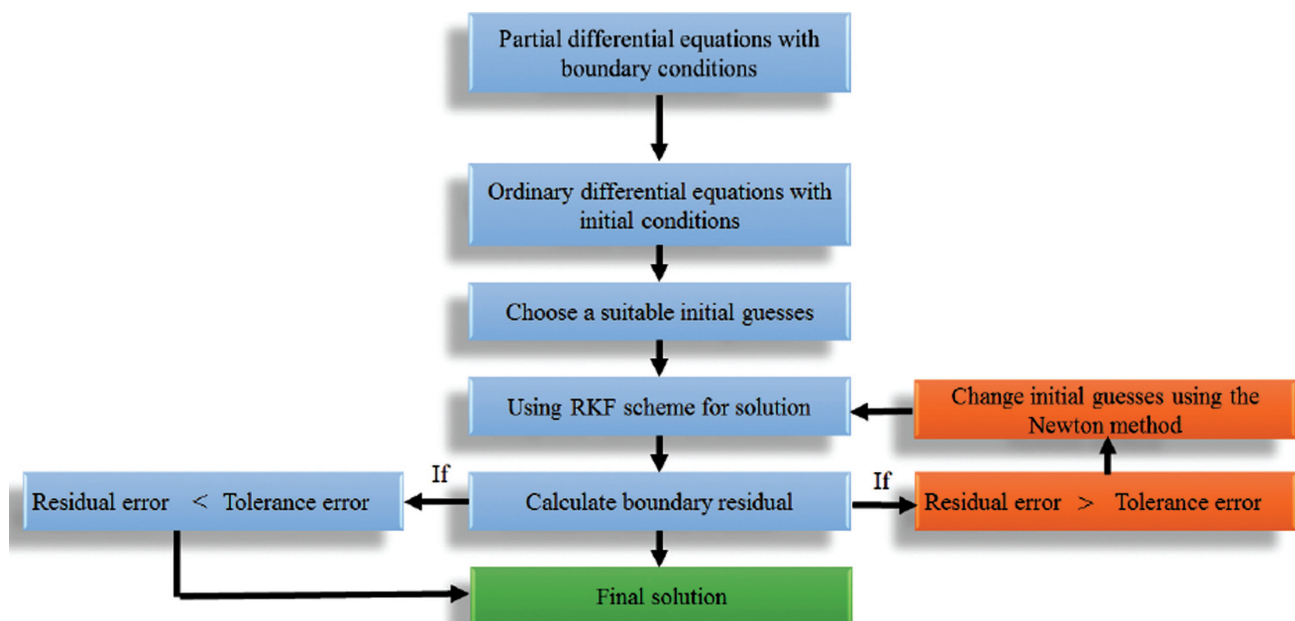 Partial differential equations with
boundary conditions
Ordinary differential equations with
initial conditions
Choose a suitable initial guesses
Using RKF scheme for solution
Change initial guesses using the
Newton method
If
If
Residual error < Tolerance error
Calculate boundary residual
Residual error > Tolerance error
Final solution